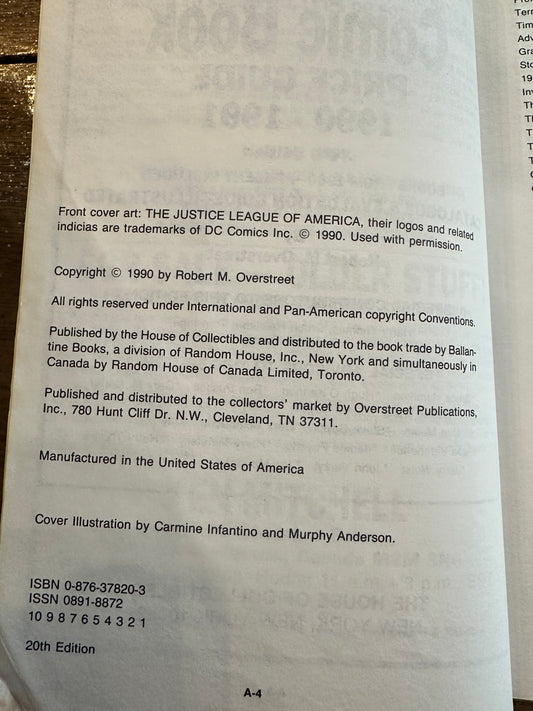 Front cover art: THE JUSTICE LEAGUE OF AMERICA, their logos and related
indicias are trademarks of DC Comics Inc. © 1990. Used with permission.
Copyright © 1990 by Robert M. Overstreet
All rights reserved under International and Pan-American copyright Conventions.
Published by the House of Collectibles and distributed to the book trade by Ballan-
tine Books, a division of Random House, Inc., New York and simultaneously in
Canada by Random House of Canada Limited, Toronto.
Published and distributed to the collectors' market by Overstreet Publications,
Inc., 780 Hunt Cliff Dr. N.W., Cleveland, TN 37311.
Manufactured in the United States of America
Cover Illustration by Carmine Infantino and Murphy Anderson.
ISBN 0-876-37820-3
ISSN 0891-8872
10 9 8 7 6 5 4 3 2 1
20th Edition
A-4